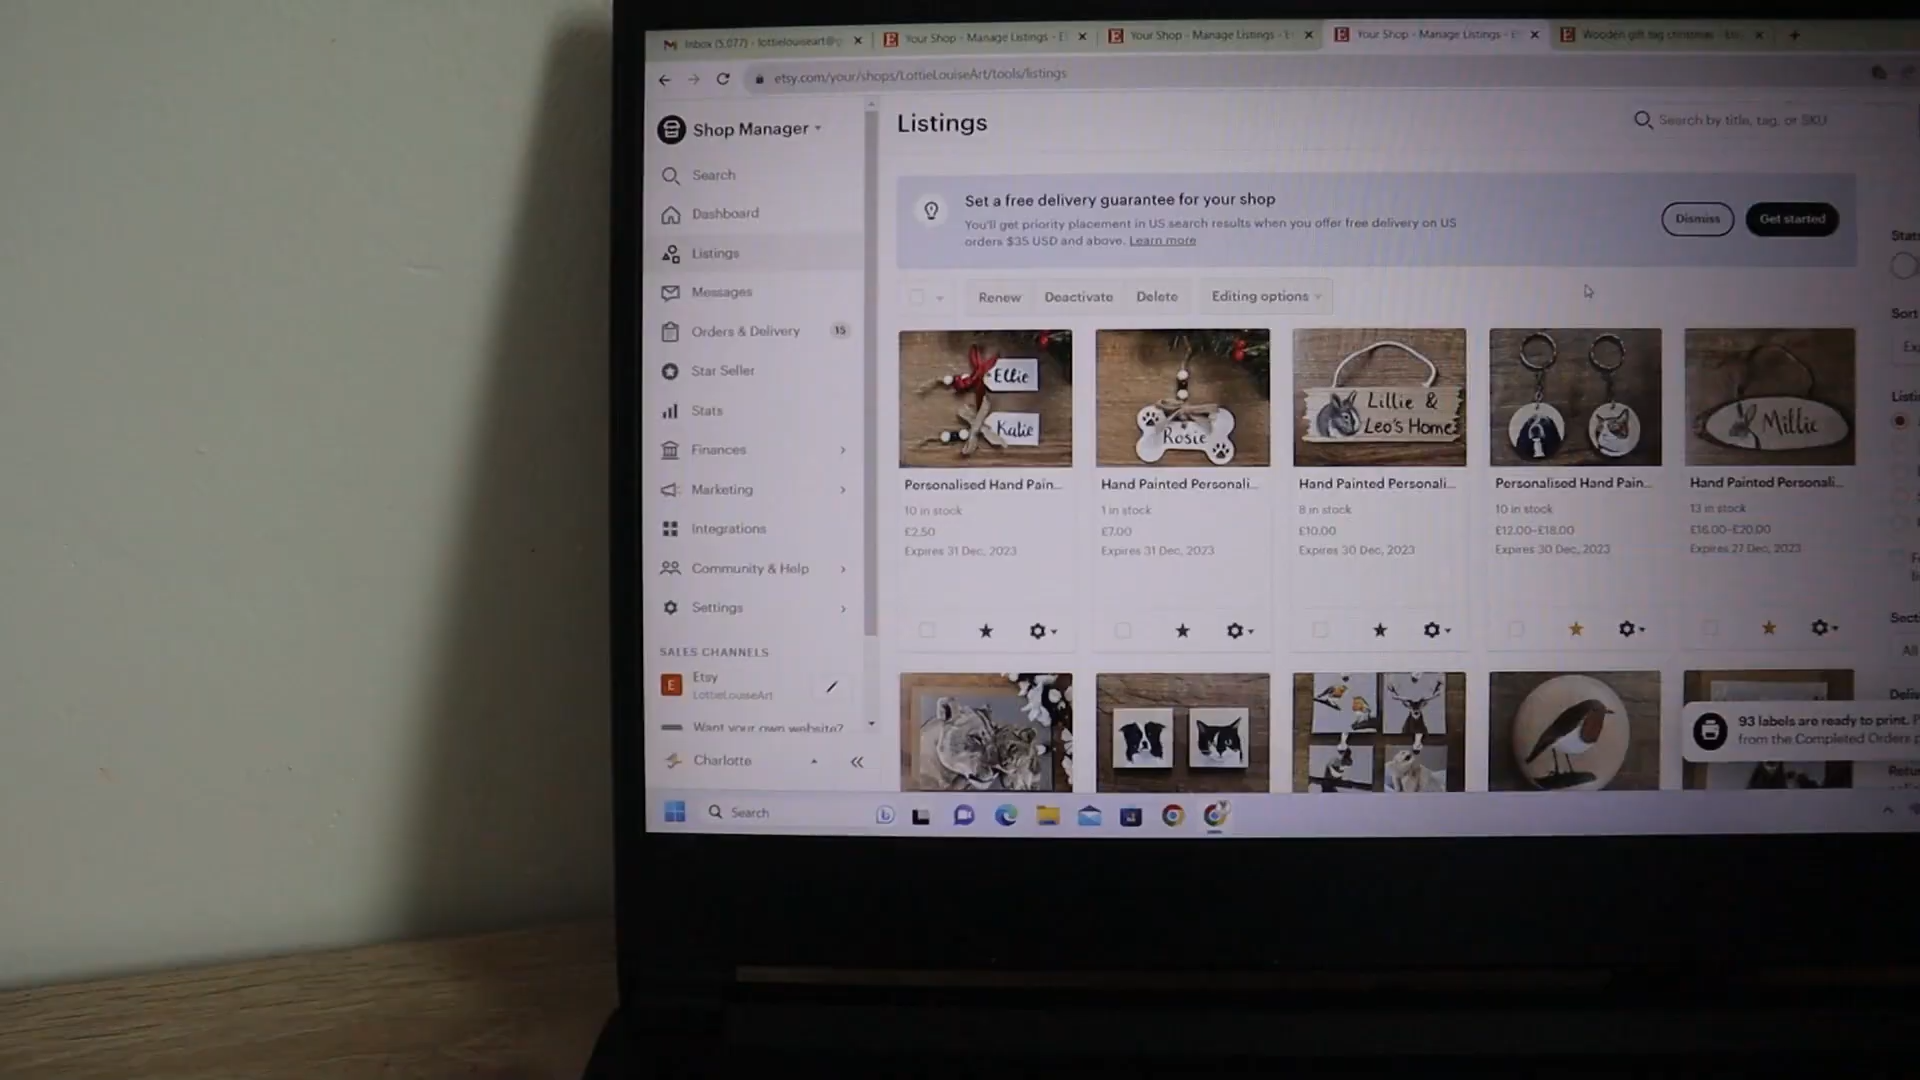 Inbox (5,077) - lottielouiseart@g
Your Shop - Manage Listings - E
Your Shop - Manage Listings - E
Your Shop - Manage Listings - E
Wooden gift tag christmas - Etsy
etsy.com/your/shops/LottieLouiseArt/tools/listings
Shop Manager
Search
Dashboard
Listings
Messages
Orders & Delivery 15
Star Seller
Stats
Finances
Marketing
Integrations
Community & Help
Settings
SALES CHANNELS
E
Etsy
LottieLouiseArt
Want your own website?
Charlotte
Listings
Search by title, tag, or SKU
Set a free delivery guarantee for your shop
You'll get priority placement in US search results when you offer free delivery on US
orders $35 USD and above. Learn more
Dismiss
Get started
Renew
Deactivate
Delete
Editing options
Ellie
Katie
Personalised Hand Pain...
10 in stock
£2.50
Expires 31 Dec, 2023
Rosie
Hand Painted Personali...
1 in stock
£7.00
Expires 31 Dec, 2023
Lillie &
Leo's Home
Hand Painted Personali...
8 in stock
£10.00
Expires 30 Dec, 2023
Personalised Hand Pain...
10 in stock
£12.00-£18.00
Expires 30 Dec, 2023
Millie
Hand Painted Personali...
13 in stock
£16.00-£20.00
Expires 27 Dec, 2023
Stats
Sort
All
93 labels are ready to print. P
from the Completed Orders p
Search